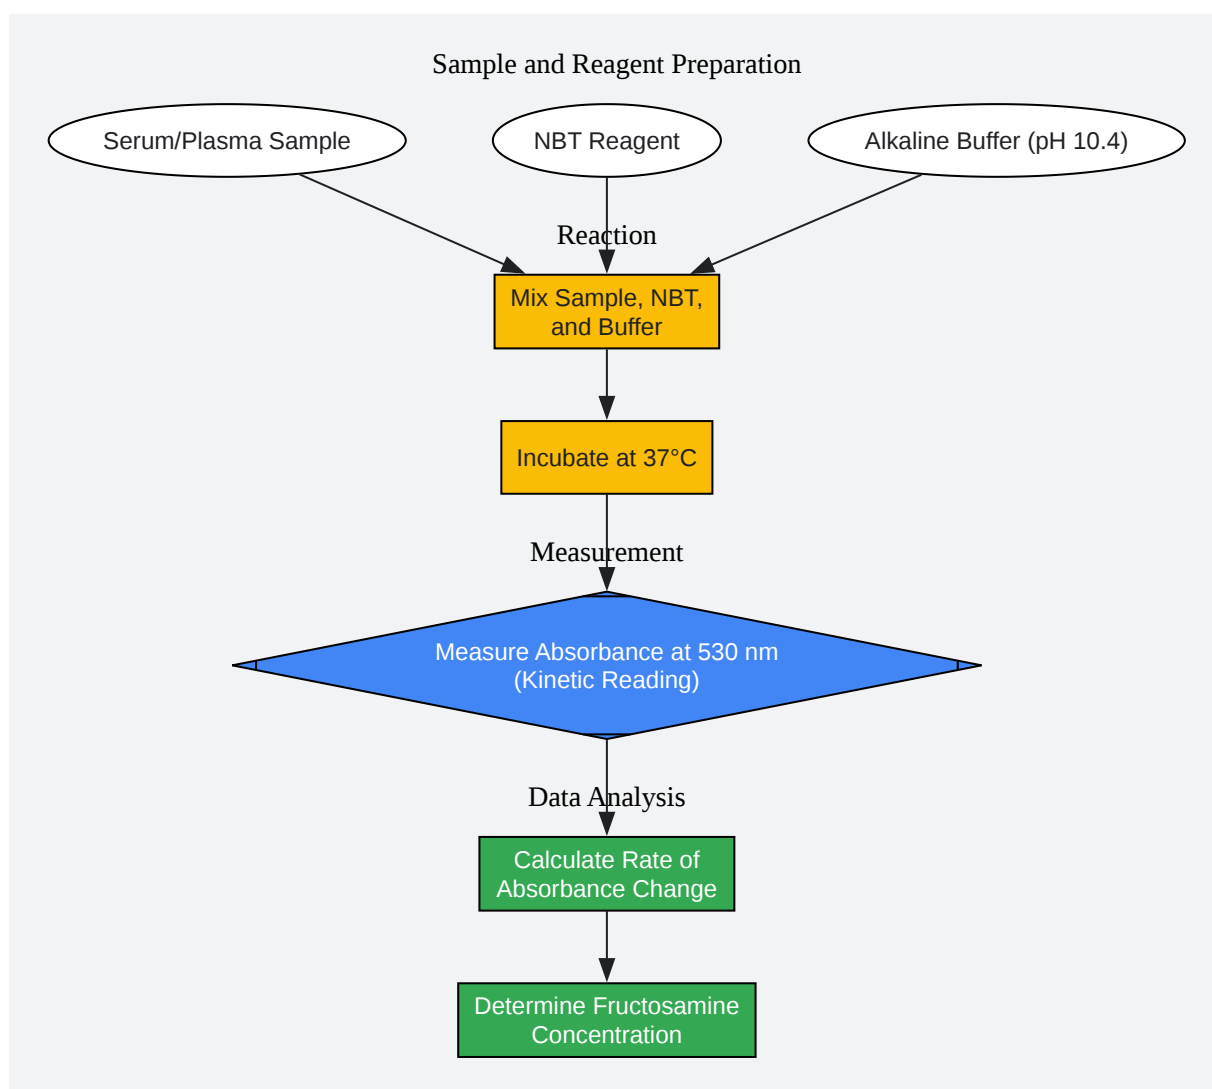 Sample and Reagent Preparation
Serum/Plasma Sample
NBT Reagent
Alkaline Buffer (pH 10.4)
Reaction
Mix Sample, NBT,
and Buffer
Incubate at 37°C
Measurement
Measure Absorbance at 530 nm
(Kinetic Reading)
Data Analysis
Calculate Rate of
Absorbance Change
Determine Fructosamine
Concentration